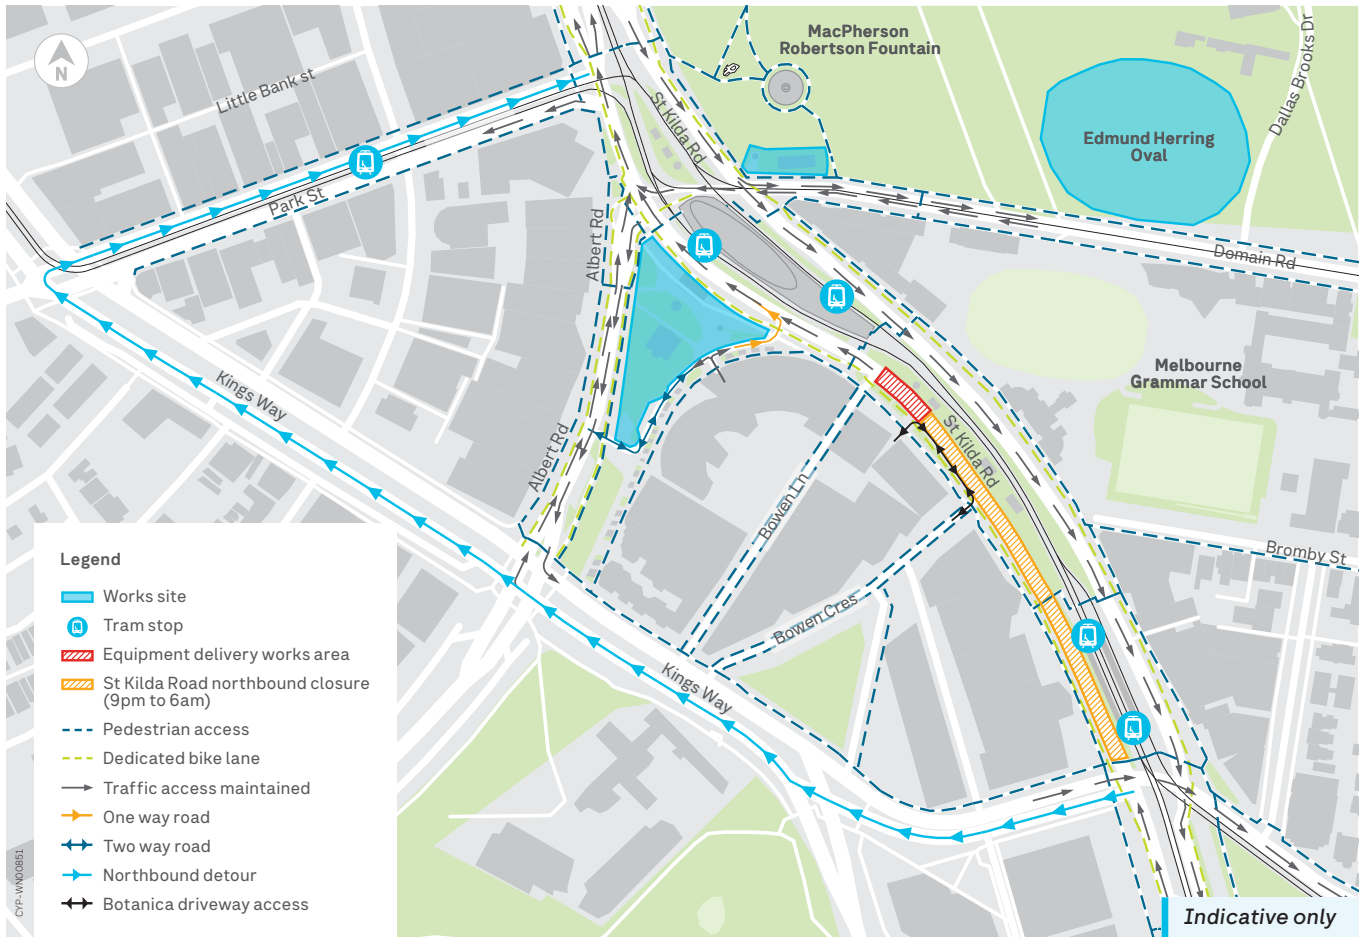 MacPherson
Robertson Fountain
Dallas Brooks Dr
N
Little Bank st
St Kilda Rd
Edmund Herring
Oval
Park St
Albert Rd
Domain Rd
Melbourne
Grammar School
Kings Way
St Kilda Rd
Albert Rd
Bowen Ln
Bromby St
Bowen Cres
Kings Way
Legend
Works site
Tram stop
Equipment delivery works area
St Kilda Road northbound closure
(9pm to 6am)
Pedestrian access
Dedicated bike lane
Traffic access maintained
One way road
Two way road
Northbound detour
Botanica driveway access
CYP-WN00851
Indicative only